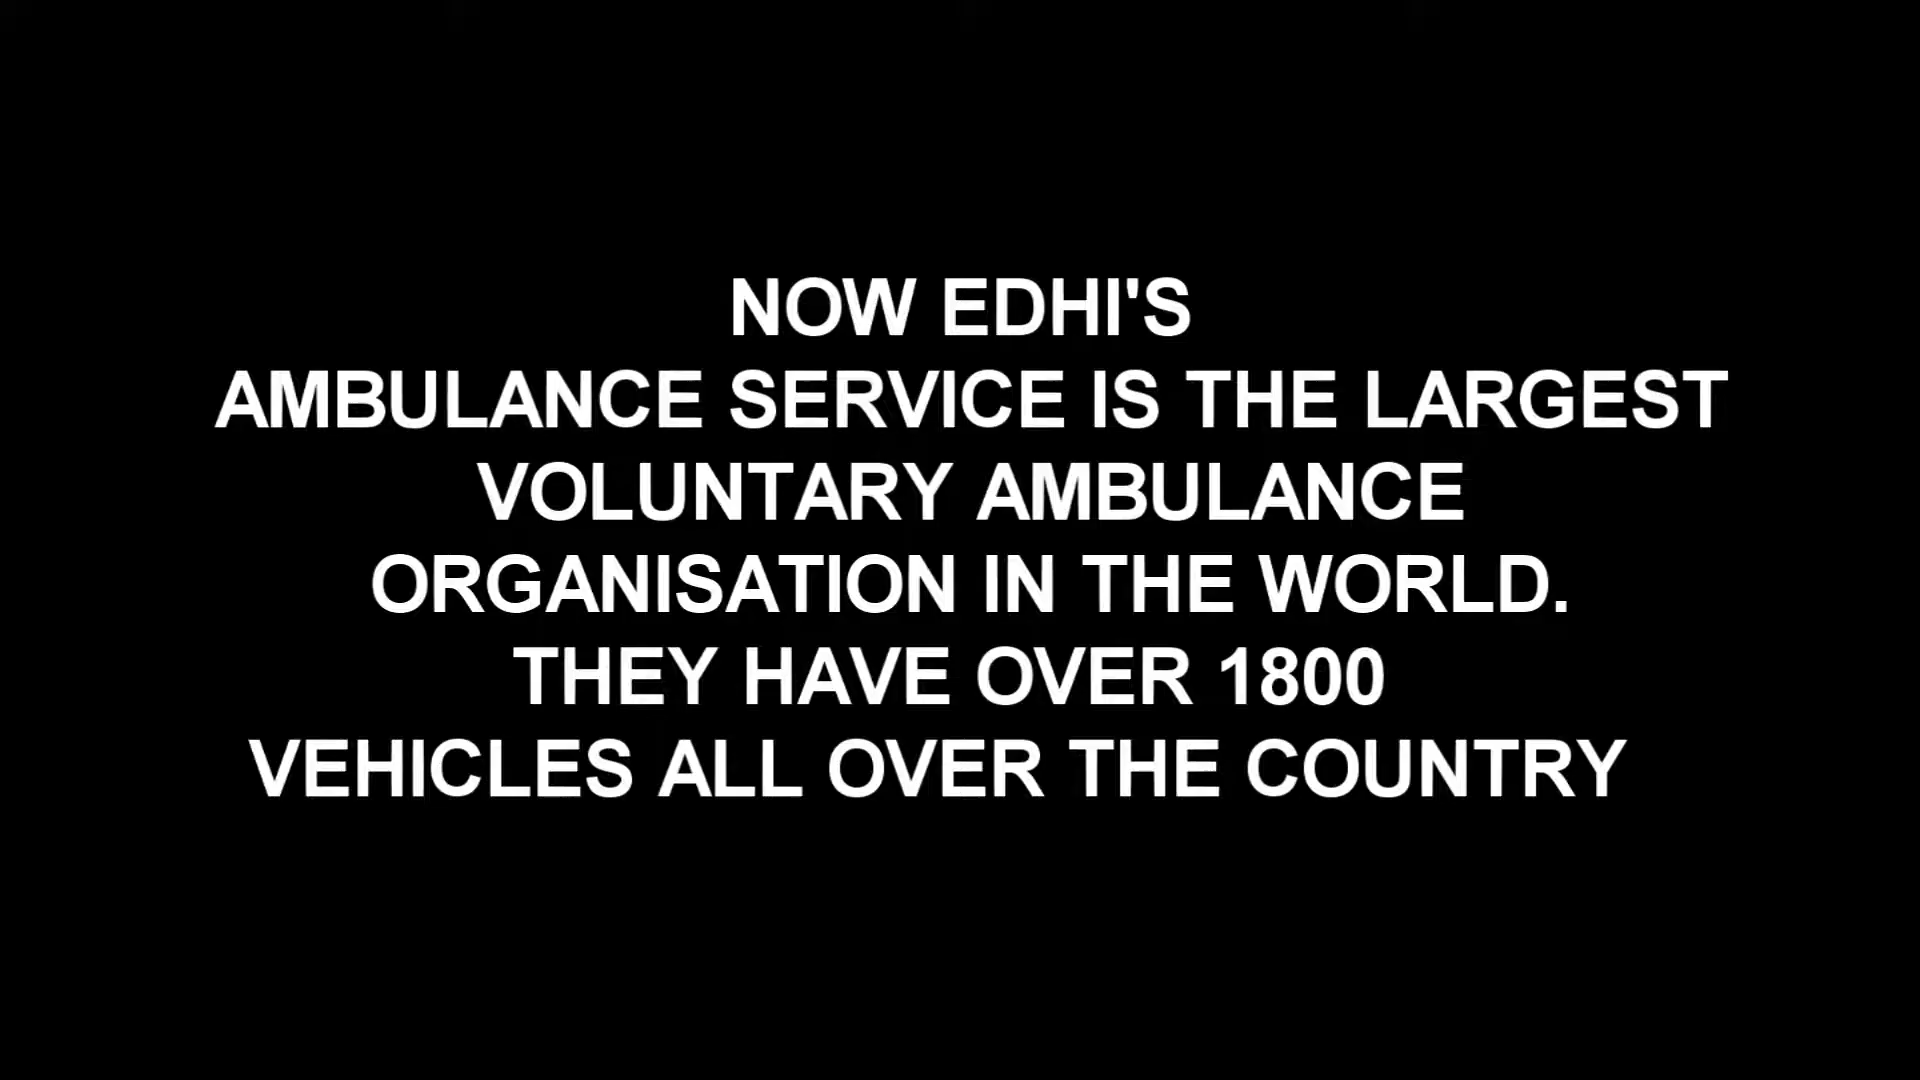 NOW EDHI'S
AMBULANCE SERVICE IS THE LARGEST
VOLUNTARY AMBULANCE
ORGANISATION IN THE WORLD.
THEY HAVE OVER 1800
VEHICLES ALL OVER THE COUNTRY